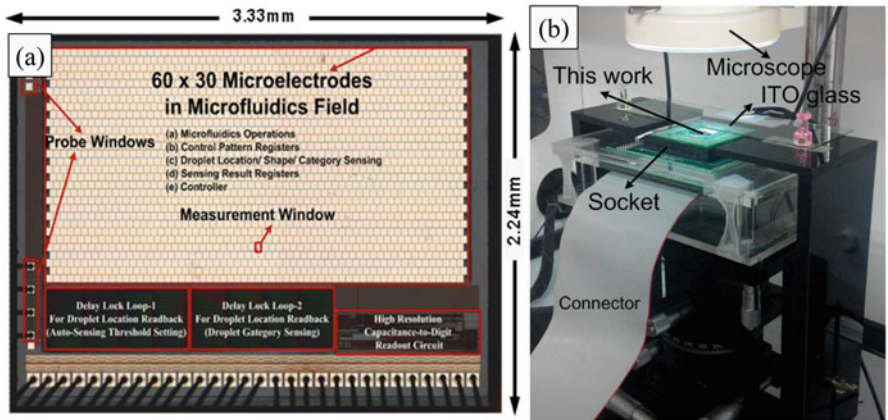 3.33mm
(a)
60 x 30 Microelectrodes
in Microfluidics Field
(a) Microfluidics Operations
(b) Control Pattern Registers
(c) Droplet Location/ Shape/ Category Sensing
(d) Sensing Result Registers
(e) Controller
Probe Windows
Measurement Window
Delay Lock Loop-1
For Droplet Location Readback
(Auto-Sensing Threshold Setting)
Delay Lock Loop-2
For Droplet Location Readback
(Droplet Gategory Sensing)
High Resolution
Capacitance-to-Digit
Readout Circuit
2.24mm
(b)
Microscope
This work
ITO glass
Socket
Connector